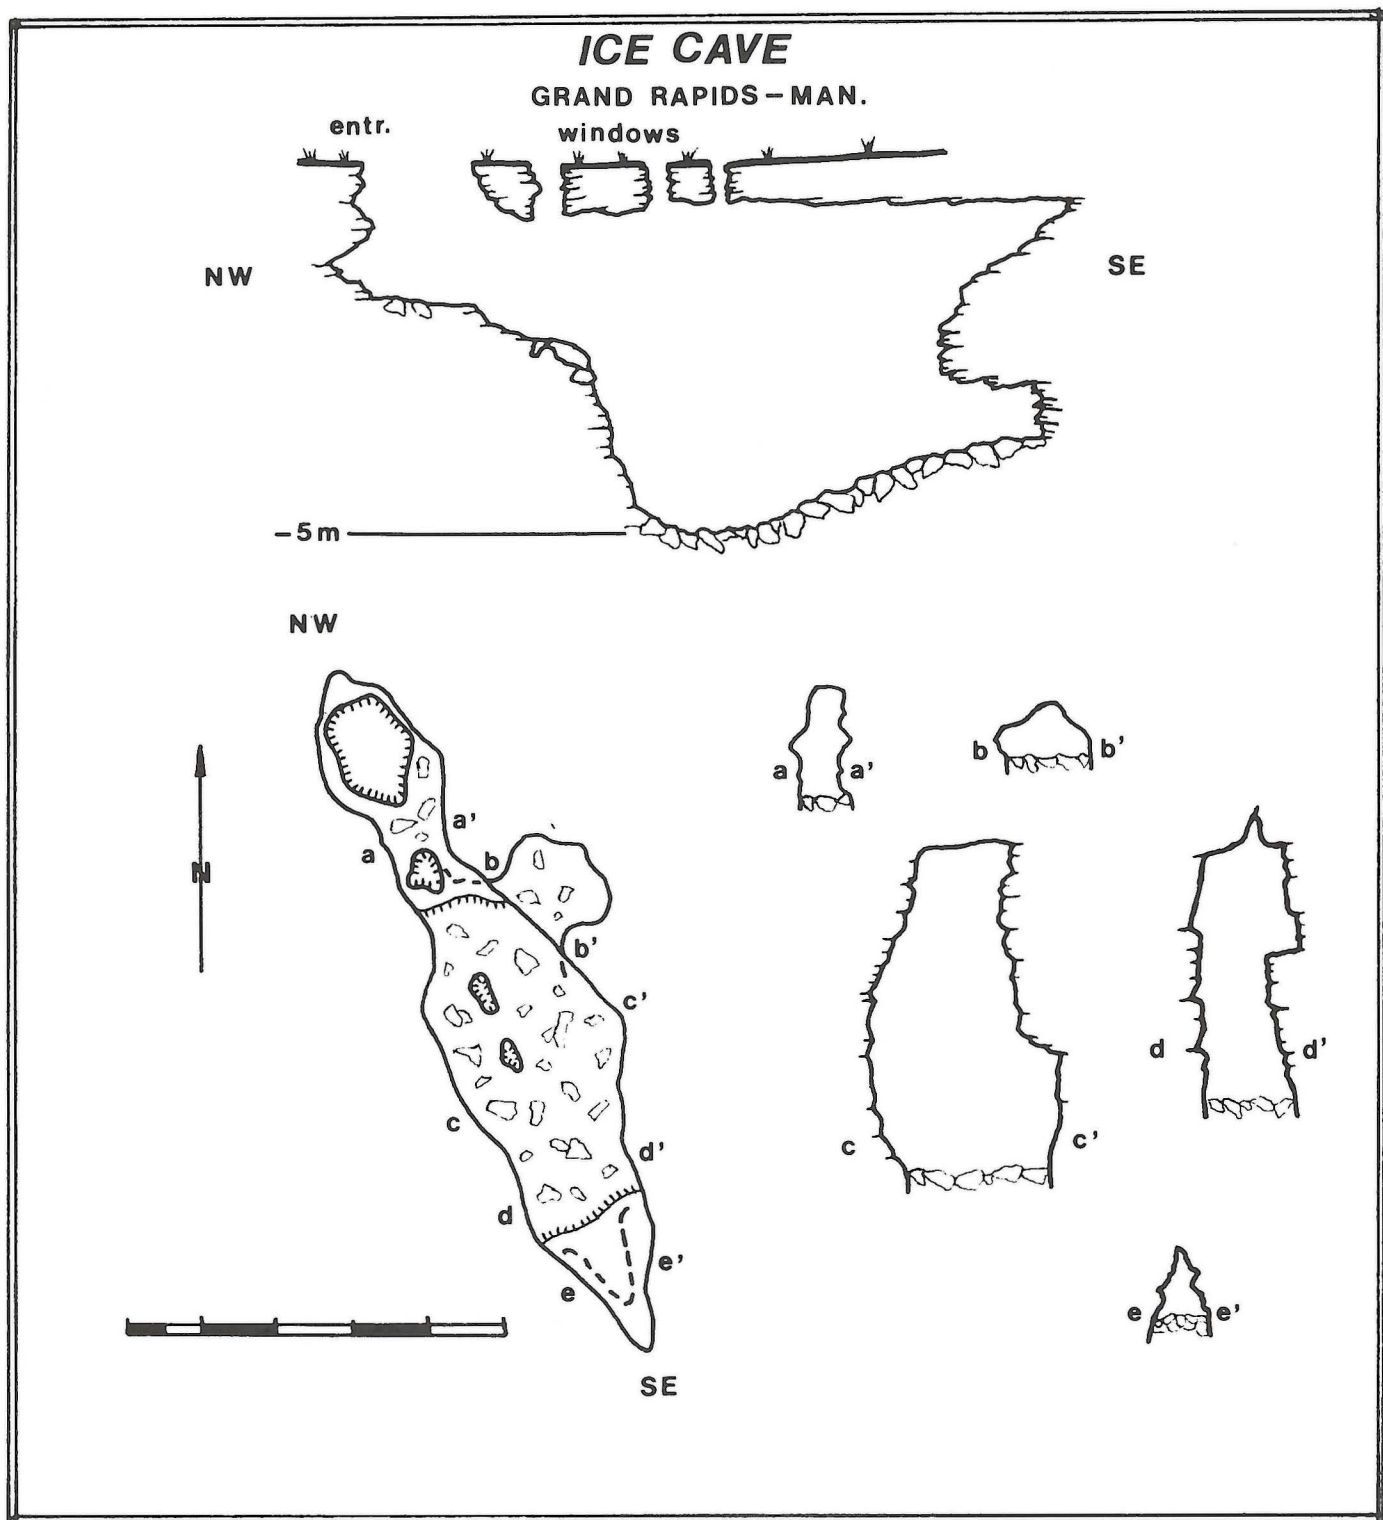 ICE CAVE
GRAND RAPIDS – MAN.
entr.
windows
NW
SE
–5m
NW
N
a
a'
b
b'
c
c'
d
d'
e
e'
SE
a
a'
b
b'
c
c'
d
d'
e
e'